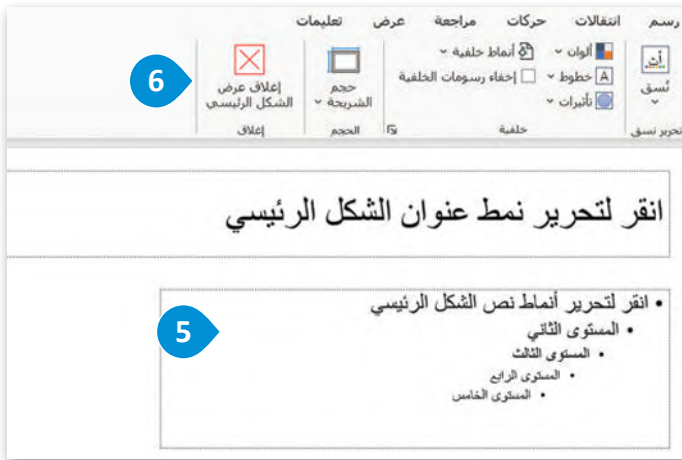 رسم انتقالات حركات مراجعة عرض تعليمات
أث
نُسق
ألوان
خطوط
A
تأثيرات
أنماط خلفية
إخفاء رسومات الخلفية
حجم
الشريحة
إغلاق عرض
الشكل الرئيسي
6
تحرير نسق
خلفية
الحجم
إغلاق
انقر لتحرير نمط عنوان الشكل الرئيسي
• انقر لتحرير أنماط نص الشكل الرئيسي
• المستوى الثاني
• المستوى الثالث
• المستوى الرابع
• المستوى الخامس
5